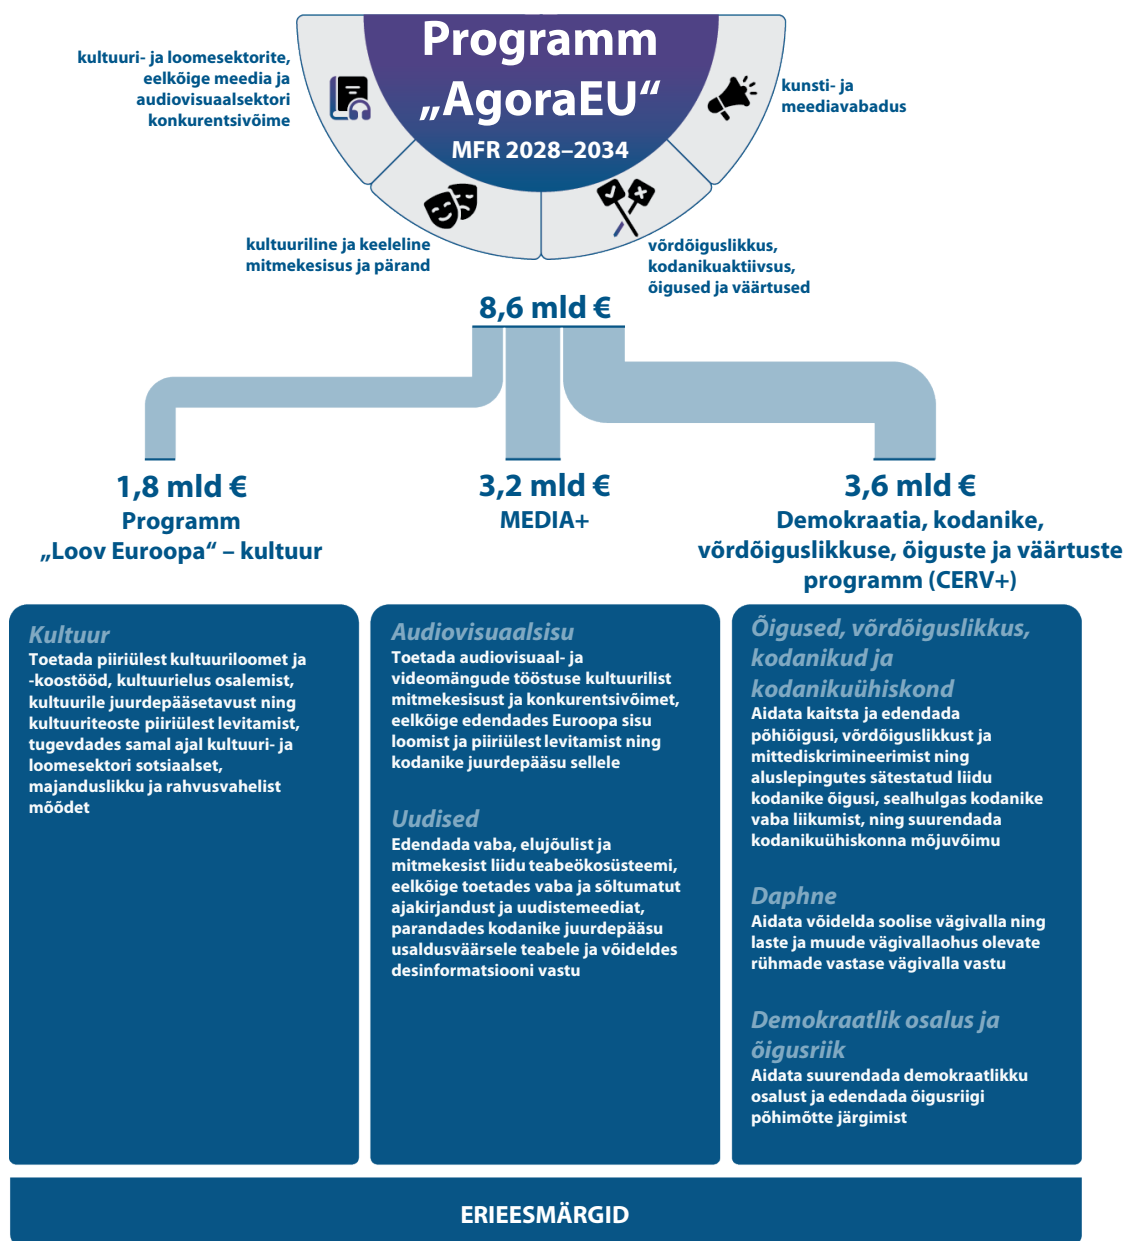 Programm
„AgoraEU“
MFR 2028–2034
kultuuri- ja loomesektorite,
eelkõige meedia ja
audiovisuaalsektori
konkurentsivõime
kunsti- ja
meediavabadus
kultuuriline ja keeleline
mitmekesisus ja pärand
võrdõiguslikkus,
kodanikuaktiivsus,
õigused ja väärtused
8,6 mld €
1,8 mld €
Programm
„Loov Euroopa“ – kultuur
3,2 mld €
MEDIA+
3,6 mld €
Demokraatia, kodanike,
võrdõiguslikkuse, õiguste ja väärtuste
programm (CERV+)
Kultuur
Toetada piiriülest kultuuriloomet ja
-koostööd, kultuurielus osalemist,
kultuurile juurdepääsetavust ning
kultuuriteoste piiriülest levitamist,
tugevdades samal ajal kultuuri- ja
loomesektori sotsiaalset,
majanduslikku ja rahvusvahelist
mõõdet
Audiovisuaalsisu
Toetada audiovisuaal- ja
videomängude tööstuse kultuurilist
mitmekesisust ja konkurentsivõimet,
eelkõige edendades Euroopa sisu
loomist ja piiriülest levitamist ning
kodanike juurdepääsu sellele
Uudised
Edendada vaba, elujõulist ja
mitmekesist liidu teabeökosüsteemi,
eelkõige toetades vaba ja sõltumatut
ajakirjandust ja uudistemeediat,
parandades kodanike juurdepääsu
usaldusväärsele teabele ja võideldes
desinformatsiooni vastu
Õigused, võrdõiguslikkus,
kodanikud ja
kodanikuühiskond
Aidata kaitsta ja edendada
põhiõigusi, võrdõiguslikkust ja
mittediskrimineerimist ning
aluslepingutes sätestatud liidu
kodanike õigusi, sealhulgas kodanike
vaba liikumist, ning suurendada
kodanikuühiskonna mõjuvõimu
Daphne
Aidata võidelda soolise vägivalla ning
laste ja muude vägivallaohus olevate
rühmade vastase vägivalla vastu
Demokraatlik osalus ja
õigusriik
Aidata suurendada demokraatlikku
osalust ja edendada õigusriigi
põhimõtte järgimist
ERIEESMÄRGID